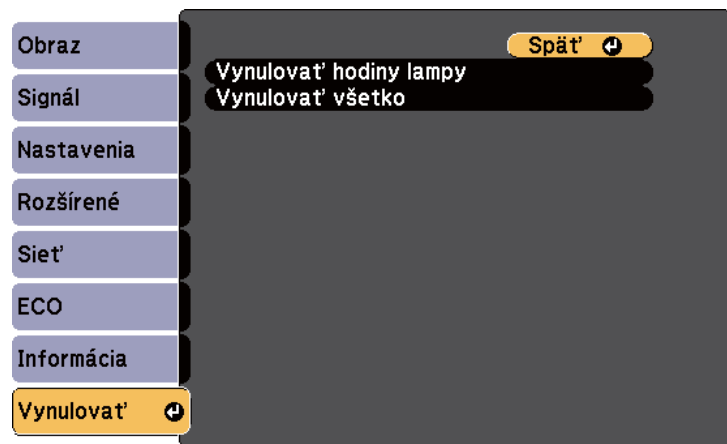 Obraz
Signál
Nastavenia
Rozšírené
Sieť
ECO
Informácia
Vynulovať
Späť
Vynulovať hodiny lampy
Vynulovať všetko